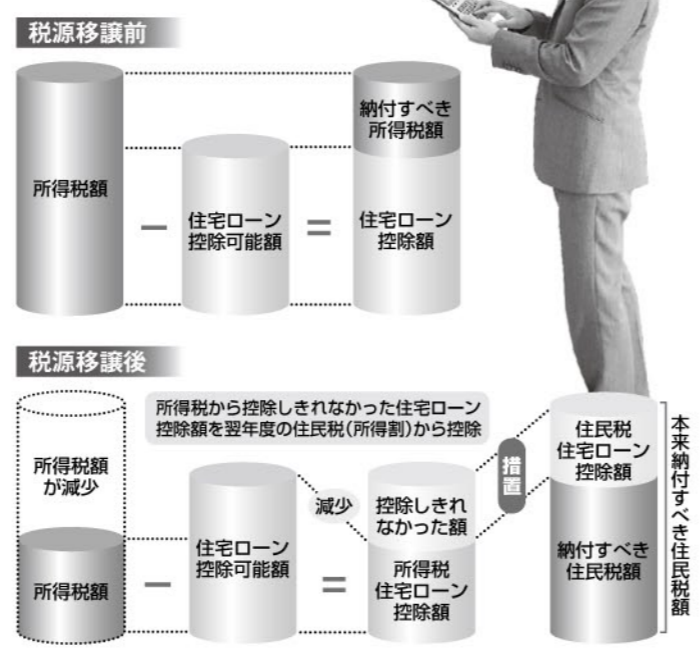 税源移譲前
所得税額
－
住宅ローン
控除可能額
＝
納付すべき
所得税額
住宅ローン
控除額
税源移譲後
所得税から控除しきれなかった住宅ローン
控除額を翌年度の住民税（所得割）から控除
所得税額
が減少
所得税額
－
住宅ローン
控除可能額
＝
減少
控除しきれ
なかった額
所得税
住宅ローン
控除額
措置
住民税
住宅ローン
控除額
納付すべき
住民税額
本来納付すべき住民税額